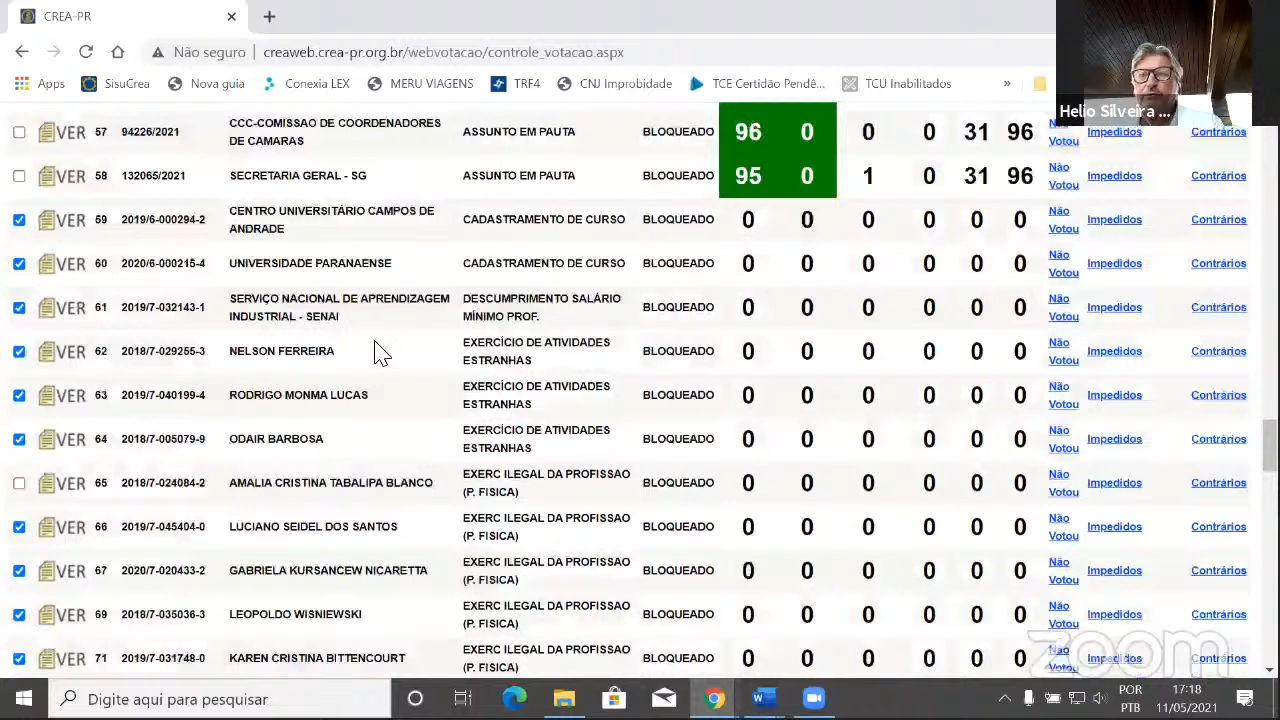 CREA-PR
Não seguro | creaweb.crea-pr.org.br/webvotacao/controle_votacao.aspx
Apps SisuCrea Nova guia Conexia LEX MERU VIAGENS TRF4 CNJ Improbidade TCE Certidão Pendê... TCU Inabilitados »
Helio Silveira ...
VER 57 94226/2021 CCC-COMISSAO DE COORDENADORES DE CAMARAS ASSUNTO EM PAUTA BLOQUEADO 96 0 0 0 31 96 Não Votou Impedidos Contrários
VER 58 132065/2021 SECRETARIA GERAL - SG ASSUNTO EM PAUTA BLOQUEADO 95 0 1 0 31 96 Não Votou Impedidos Contrários
VER 59 2019/6-000294-2 CENTRO UNIVERSITÁRIO CAMPOS DE ANDRADE CADASTRAMENTO DE CURSO BLOQUEADO 0 0 0 0 0 0 Não Votou Impedidos Contrários
VER 60 2020/6-000215-4 UNIVERSIDADE PARANAENSE CADASTRAMENTO DE CURSO BLOQUEADO 0 0 0 0 0 0 Não Votou Impedidos Contrários
VER 61 2019/7-032143-1 SERVIÇO NACIONAL DE APRENDIZAGEM INDUSTRIAL - SENAI DESCUMPRIMENTO SALÁRIO MÍNIMO PROF. BLOQUEADO 0 0 0 0 0 0 Não Votou Impedidos Contrários
VER 62 2018/7-029255-3 NELSON FERREIRA EXERCÍCIO DE ATIVIDADES ESTRANHAS BLOQUEADO 0 0 0 0 0 0 Não Votou Impedidos Contrários
VER 63 2019/7-040199-4 RODRIGO MONMA LUCAS EXERCÍCIO DE ATIVIDADES ESTRANHAS BLOQUEADO 0 0 0 0 0 0 Não Votou Impedidos Contrários
VER 64 2018/7-005079-9 ODAIR BARBOSA EXERCÍCIO DE ATIVIDADES ESTRANHAS BLOQUEADO 0 0 0 0 0 0 Não Votou Impedidos Contrários
VER 65 2018/7-024084-2 AMALIA CRISTINA TABALIPA BLANCO EXERC ILEGAL DA PROFISSAO (P. FISICA) BLOQUEADO 0 0 0 0 0 0 Não Votou Impedidos Contrários
VER 66 2019/7-045404-0 LUCIANO SEIDEL DOS SANTOS EXERC ILEGAL DA PROFISSAO (P. FISICA) BLOQUEADO 0 0 0 0 0 0 Não Votou Impedidos Contrários
VER 67 2020/7-020433-2 GABRIELA KURSANCEW NICARETTA EXERC ILEGAL DA PROFISSAO (P. FISICA) BLOQUEADO 0 0 0 0 0 0 Não Votou Impedidos Contrários
VER 69 2018/7-035036-3 LEOPOLDO WISNIEWSKI EXERC ILEGAL DA PROFISSAO (P. FISICA) BLOQUEADO 0 0 0 0 0 0 Não Votou Impedidos Contrários
VER 71 2019/7-031748-0 KAREN CRISTINA BITTENCOURT EXERC ILEGAL DA PROFISSAO (P. FISICA) BLOQUEADO 0 0 0 0 0 0 Não Votou Impedidos Contrários
zoom
Digite aqui para pesquisar
POR
PTB
17:18
11/05/2021